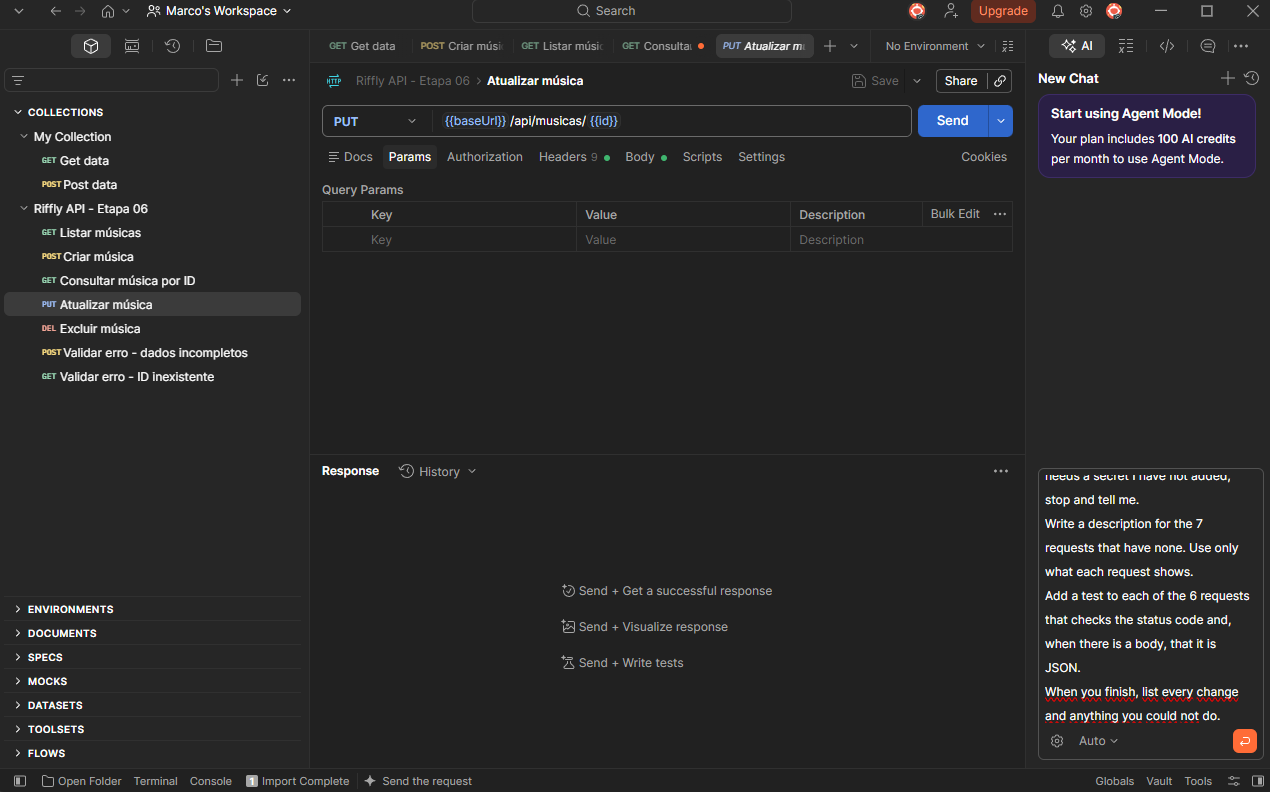 Marco's Workspace
Search
Upgrade
GET Get data
POST Criar músic
GET Listar músic
GET Consultar
PUT Atualizar mú
No Environment
AI
Riffly API - Etapa 06 > Atualizar música
Save
Share
New Chat
PUT
{{baseUrl}} /api/musicas/ {{id}}
Send
Start using Agent Mode!
Your plan includes 100 AI credits
per month to use Agent Mode.
COLLECTIONS
My Collection
GET Get data
POST Post data
Riffly API - Etapa 06
GET Listar músicas
POST Criar música
GET Consultar música por ID
PUT Atualizar música
DEL Excluir música
POST Validar erro - dados incompletos
GET Validar erro - ID inexistente
Docs
Params
Authorization
Headers 9
Body
Scripts
Settings
Cookies
Query Params
Key
Value
Description
Bulk Edit
Key
Value
Description
Response
History
Send + Get a successful response
Send + Visualize response
Send + Write tests
needs a secret I have not added,
stop and tell me.
Write a description for the 7
requests that have none. Use only
what each request shows.
Add a test to each of the 6 requests
that checks the status code and,
when there is a body, that it is
JSON.
When you finish, list every change
and anything you could not do.
Auto
ENVIRONMENTS
DOCUMENTS
SPECS
MOCKS
DATASETS
TOOLSETS
FLOWS
Open Folder
Terminal
Console
1 Import Complete
Send the request
Globals
Vault
Tools